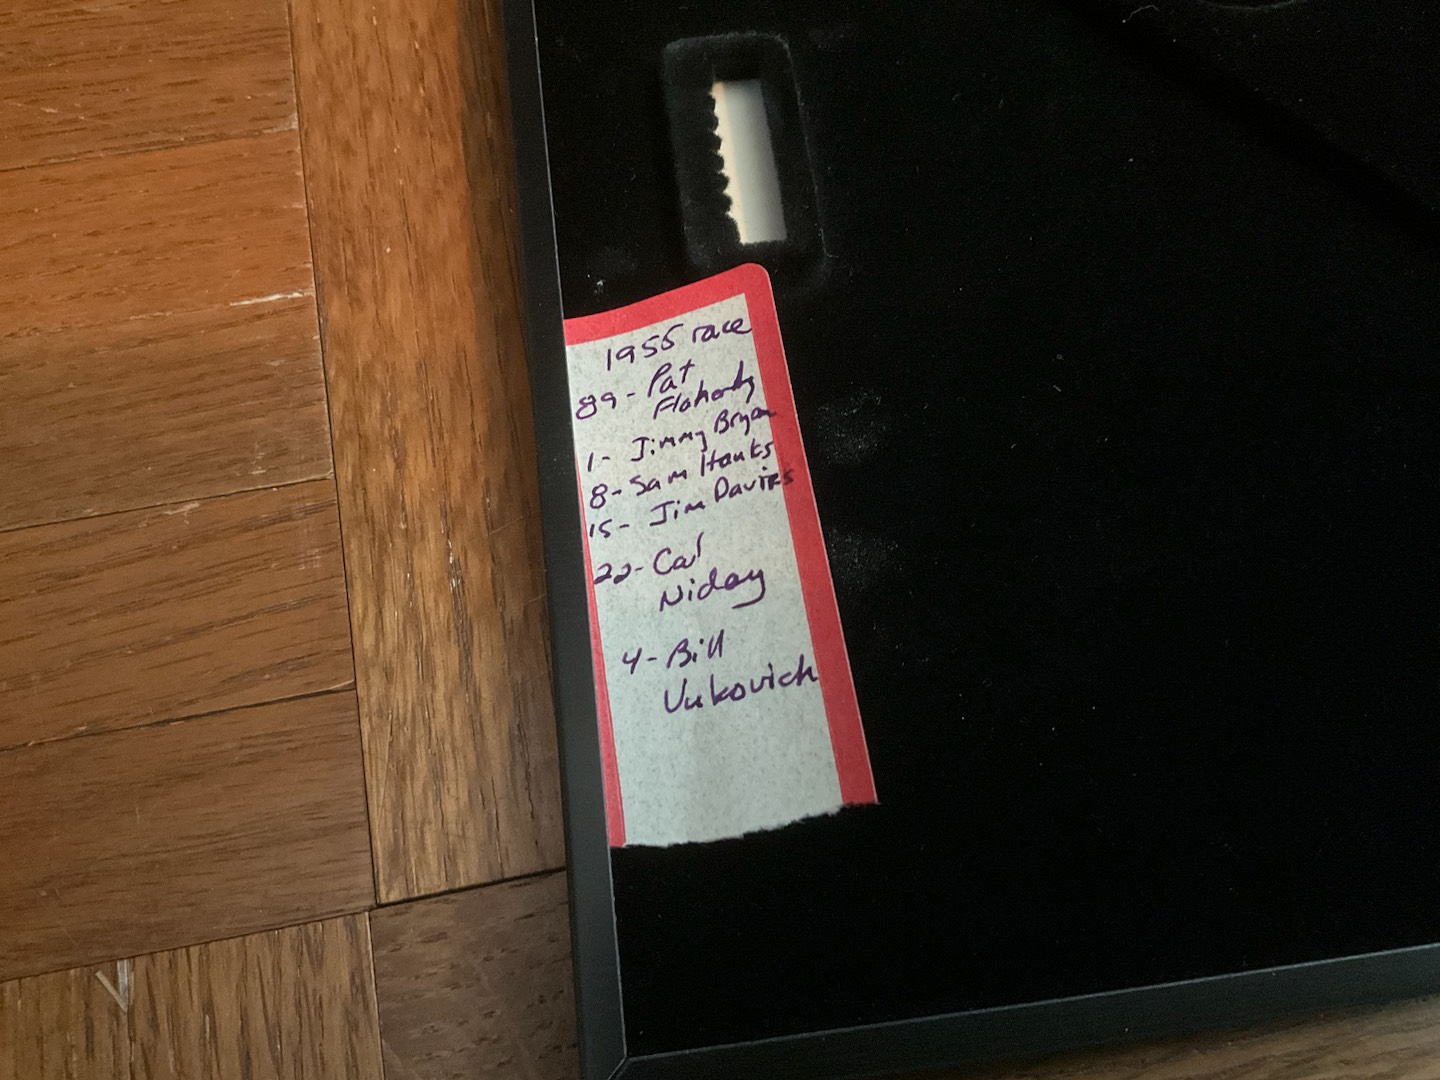 1955 race
89- Pat
Flaherty
1- Jimmy Bryan
8- Sam Hanks
15- Jim Davies
22- Cal
Niday
4- Bill
Vukovich